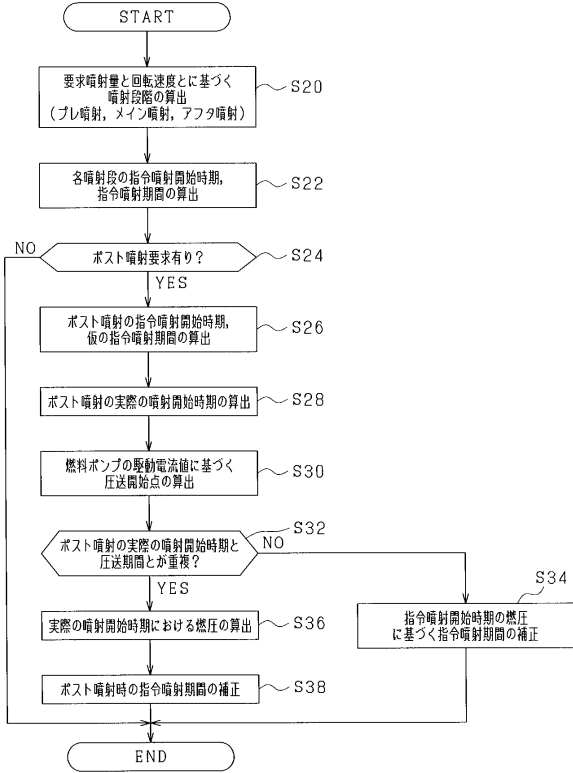 START
要求噴射量と回転速度とに基づく
噴射段階の算出
(プレ噴射,メイン噴射,アフタ噴射)
S20
各噴射段の指令噴射開始時期,
指令噴射期間の算出
S22
ポスト噴射要求有り?
S24
NO
YES
ポスト噴射の指令噴射開始時期,
仮の指令噴射期間の算出
S26
ポスト噴射の実際の噴射開始時期の算出
S28
燃料ポンプの駆動電流値に基づく
圧送開始点の算出
S30
ポスト噴射の実際の噴射開始時期と
圧送期間とが重複?
S32
NO
YES
指令噴射開始時期の燃圧
に基づく指令噴射期間の補正
S34
実際の噴射開始時期における燃圧の算出
S36
ポスト噴射時の指令噴射期間の補正
S38
END